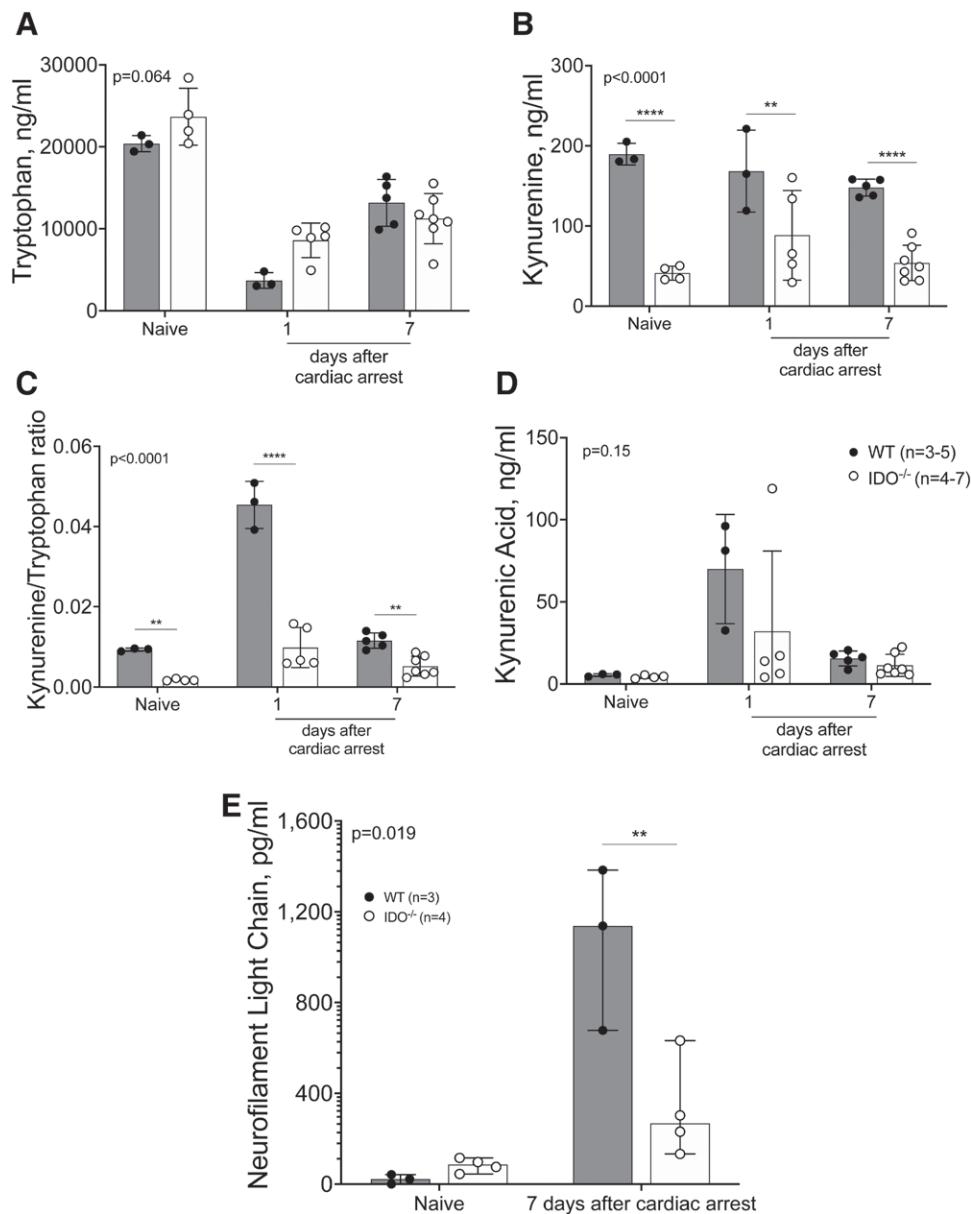 A
Tryptophan, ng/ml
30000
20000
10000
0
p=0.064
Naive
1
7
days after
cardiac arrest
B
Kynurenine, ng/ml
300
200
100
0
p<0.0001
****
**
****
Naive
1
7
days after
cardiac arrest
C
Kynurenine/Tryptophan ratio
0.06
0.04
0.02
0.00
p<0.0001
**
****
**
Naive
1
7
days after
cardiac arrest
D
Kynurenic Acid, ng/ml
150
100
50
0
p=0.15
WT (n=3-5)
IDO-/- (n=4-7)
Naive
1
7
days after
cardiac arrest
E
Neurofilament Light Chain, pg/ml
1,600
1,200
800
400
0
p=0.019
WT (n=3)
IDO-/- (n=4)
**
Naive
7 days after cardiac arrest